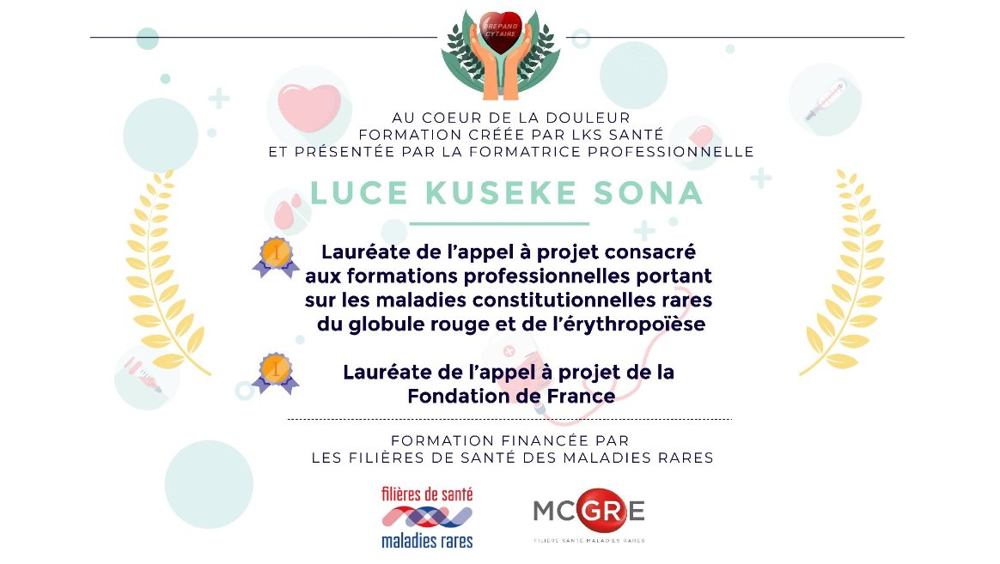 DREPANO
CYTAIRE
AU COEUR DE LA DOULEUR
FORMATION CRÉÉE PAR LKS SANTÉ
ET PRÉSENTÉE PAR LA FORMATRICE PROFESSIONNELLE
LUCE KUSEKE SONA
1
Lauréate de l'appel à projet consacré
aux formations professionnelles portant
sur les maladies constitutionnelles rares
du globule rouge et de l'érythropoïèse
1
Lauréate de l'appel à projet de la
Fondation de France
FORMATION FINANCÉE PAR
LES FILIÈRES DE SANTÉ DES MALADIES RARES
filières de santé
maladies rares
MCGRE
FILIÈRE SANTÉ MALADIES RARES